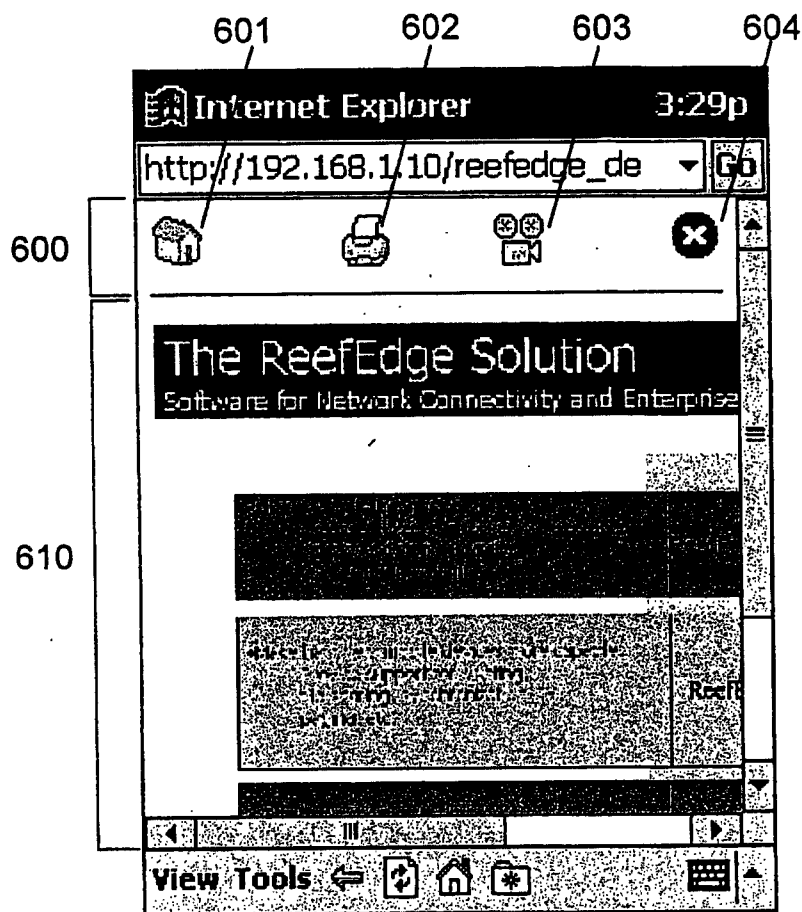 601 602 603 604
Internet Explorer 3:29p
http://192.168.1.10/reefedge_de Go
600
The ReefEdge Solution
Software for Network Connectivity and Enterprise
610
View Tools